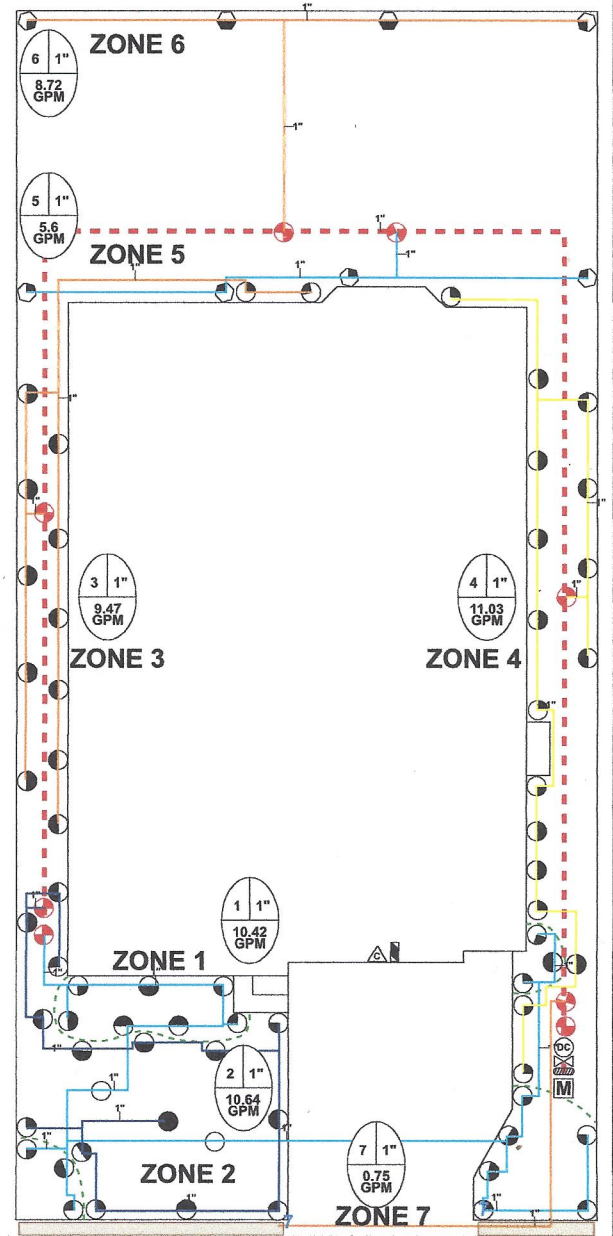 1"
ZONE 6
6 1"
8.72
GPM
1"
5 1"
5.6
GPM
1"
ZONE 5
1"
1"
1"
1"
1"
1"
1"
3 1"
9.47
GPM
4 1"
11.03
GPM
ZONE 3
ZONE 4
1"
1"
1 1"
10.42
GPM
C
ZONE 1
1"
1"
1"
1"
1"
DC
M
2 1"
10.64
GPM
1"
1"
1"
7 1"
0.75
GPM
ZONE 2
1"
1"
ZONE 7
1"